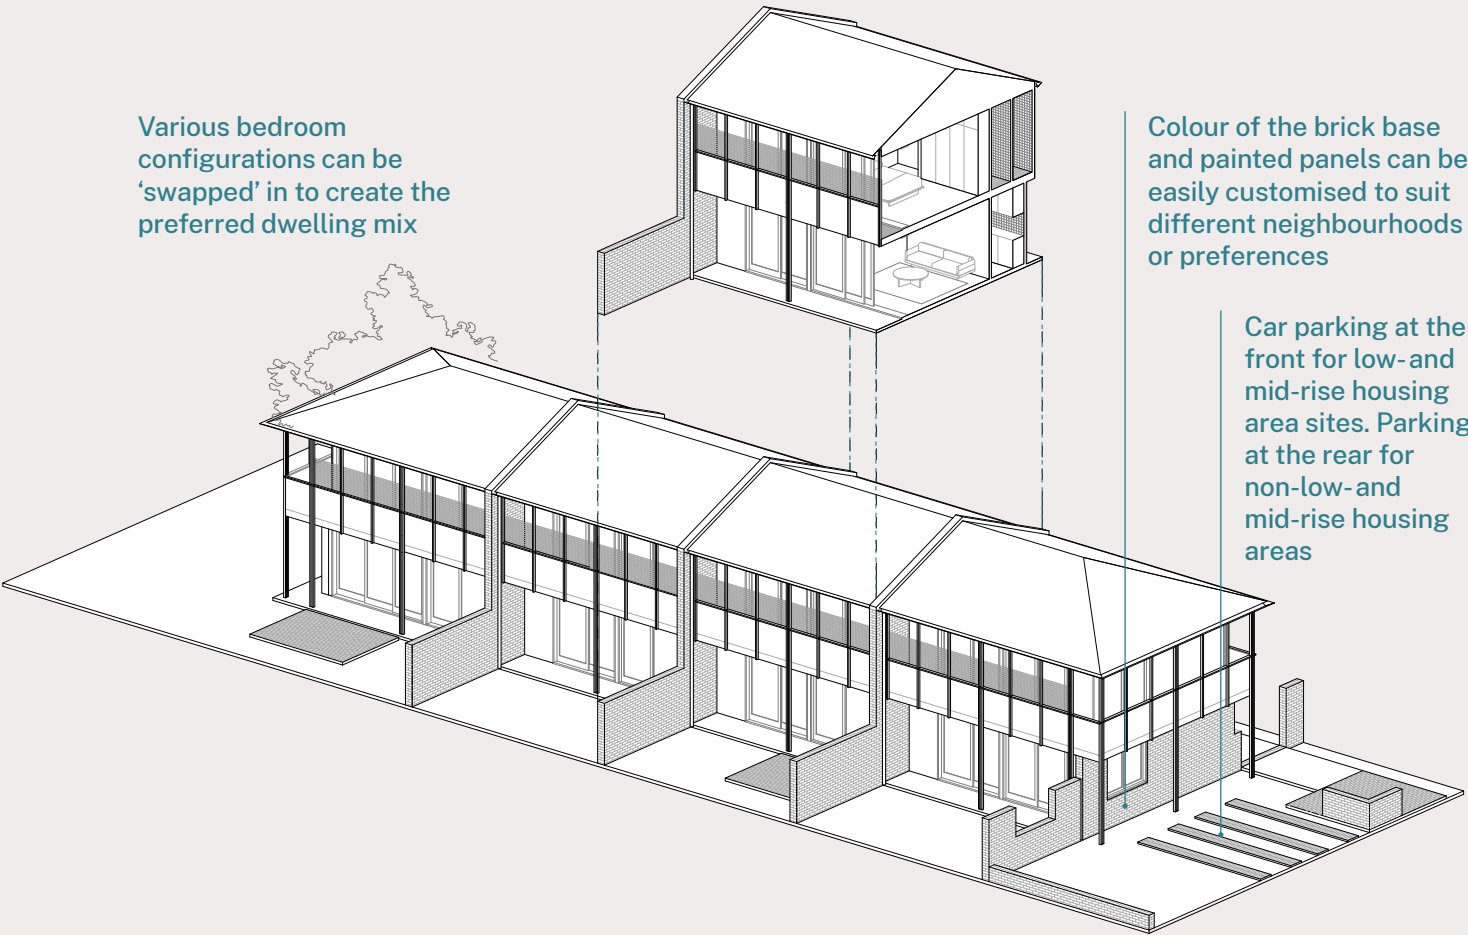 Various bedroom
configurations can be
‘swapped’ in to create the
preferred dwelling mix
Colour of the brick base
and painted panels can be
easily customised to suit
different neighbourhoods
or preferences
Car parking at the
front for low-and
mid-rise housing
area sites. Parking
at the rear for
non-low-and
mid-rise housing
areas